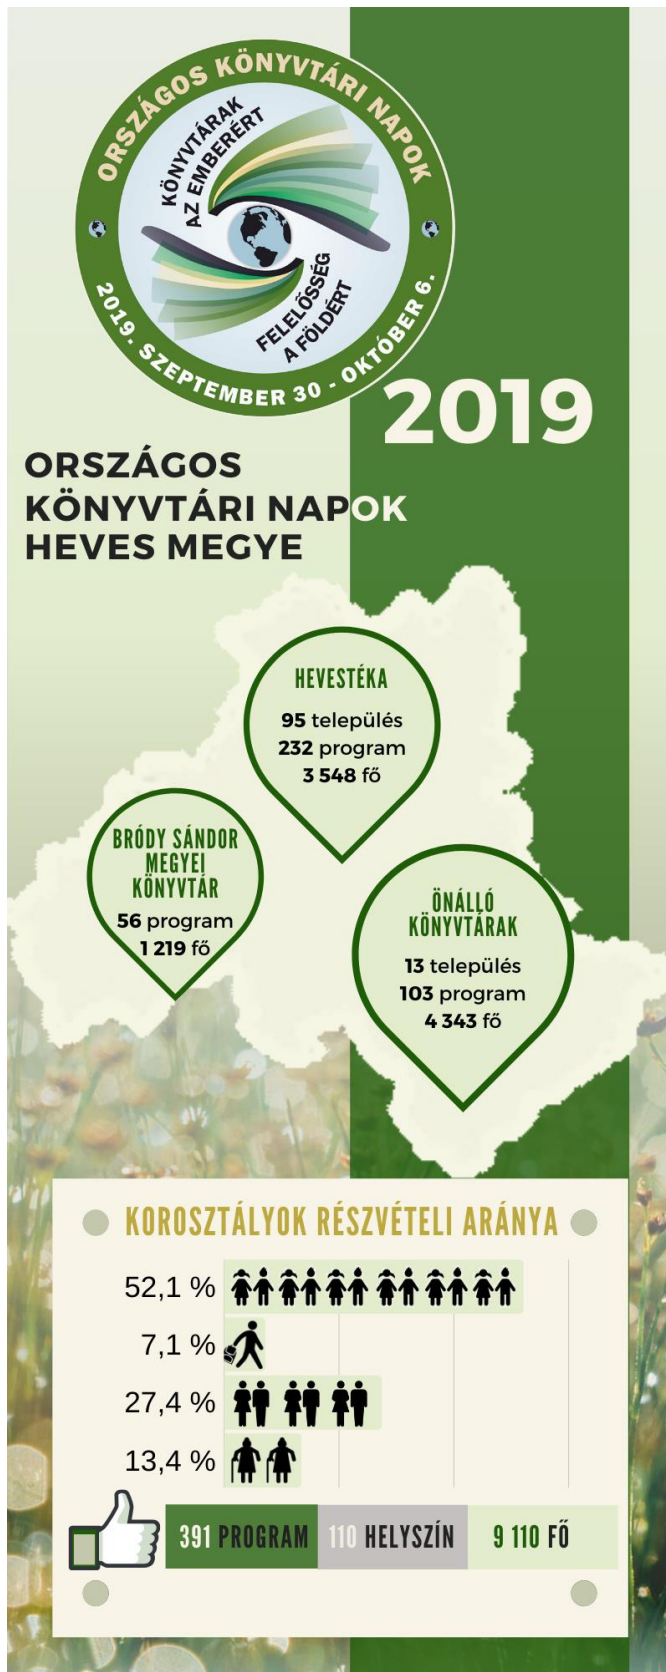 ORSZÁGOS KÖNYVTÁRI NAPOK
KÖNYVTÁRAK
AZ EMBERÉRT
FELELŐSSÉG
A FÖLDÉRT
2019. SZEPTEMBER 30 - OKTÓBER 6.
2019
ORSZÁGOS
KÖNYVTÁRI NAPOK
HEVES MEGYE
HEVESTÉKA
95 település
232 program
3 548 fő
BRÓDY SÁNDOR
MEGYEI
KÖNYVTÁR
56 program
1 219 fő
ÖNÁLLÓ
KÖNYVTÁRAK
13 település
103 program
4 343 fő
KOROSZTÁLYOK RÉSZVÉTELI ARÁNYA
52,1 %
7,1 %
27,4 %
13,4 %
391 PROGRAM 110 HELYSZÍN 9 110 FŐ